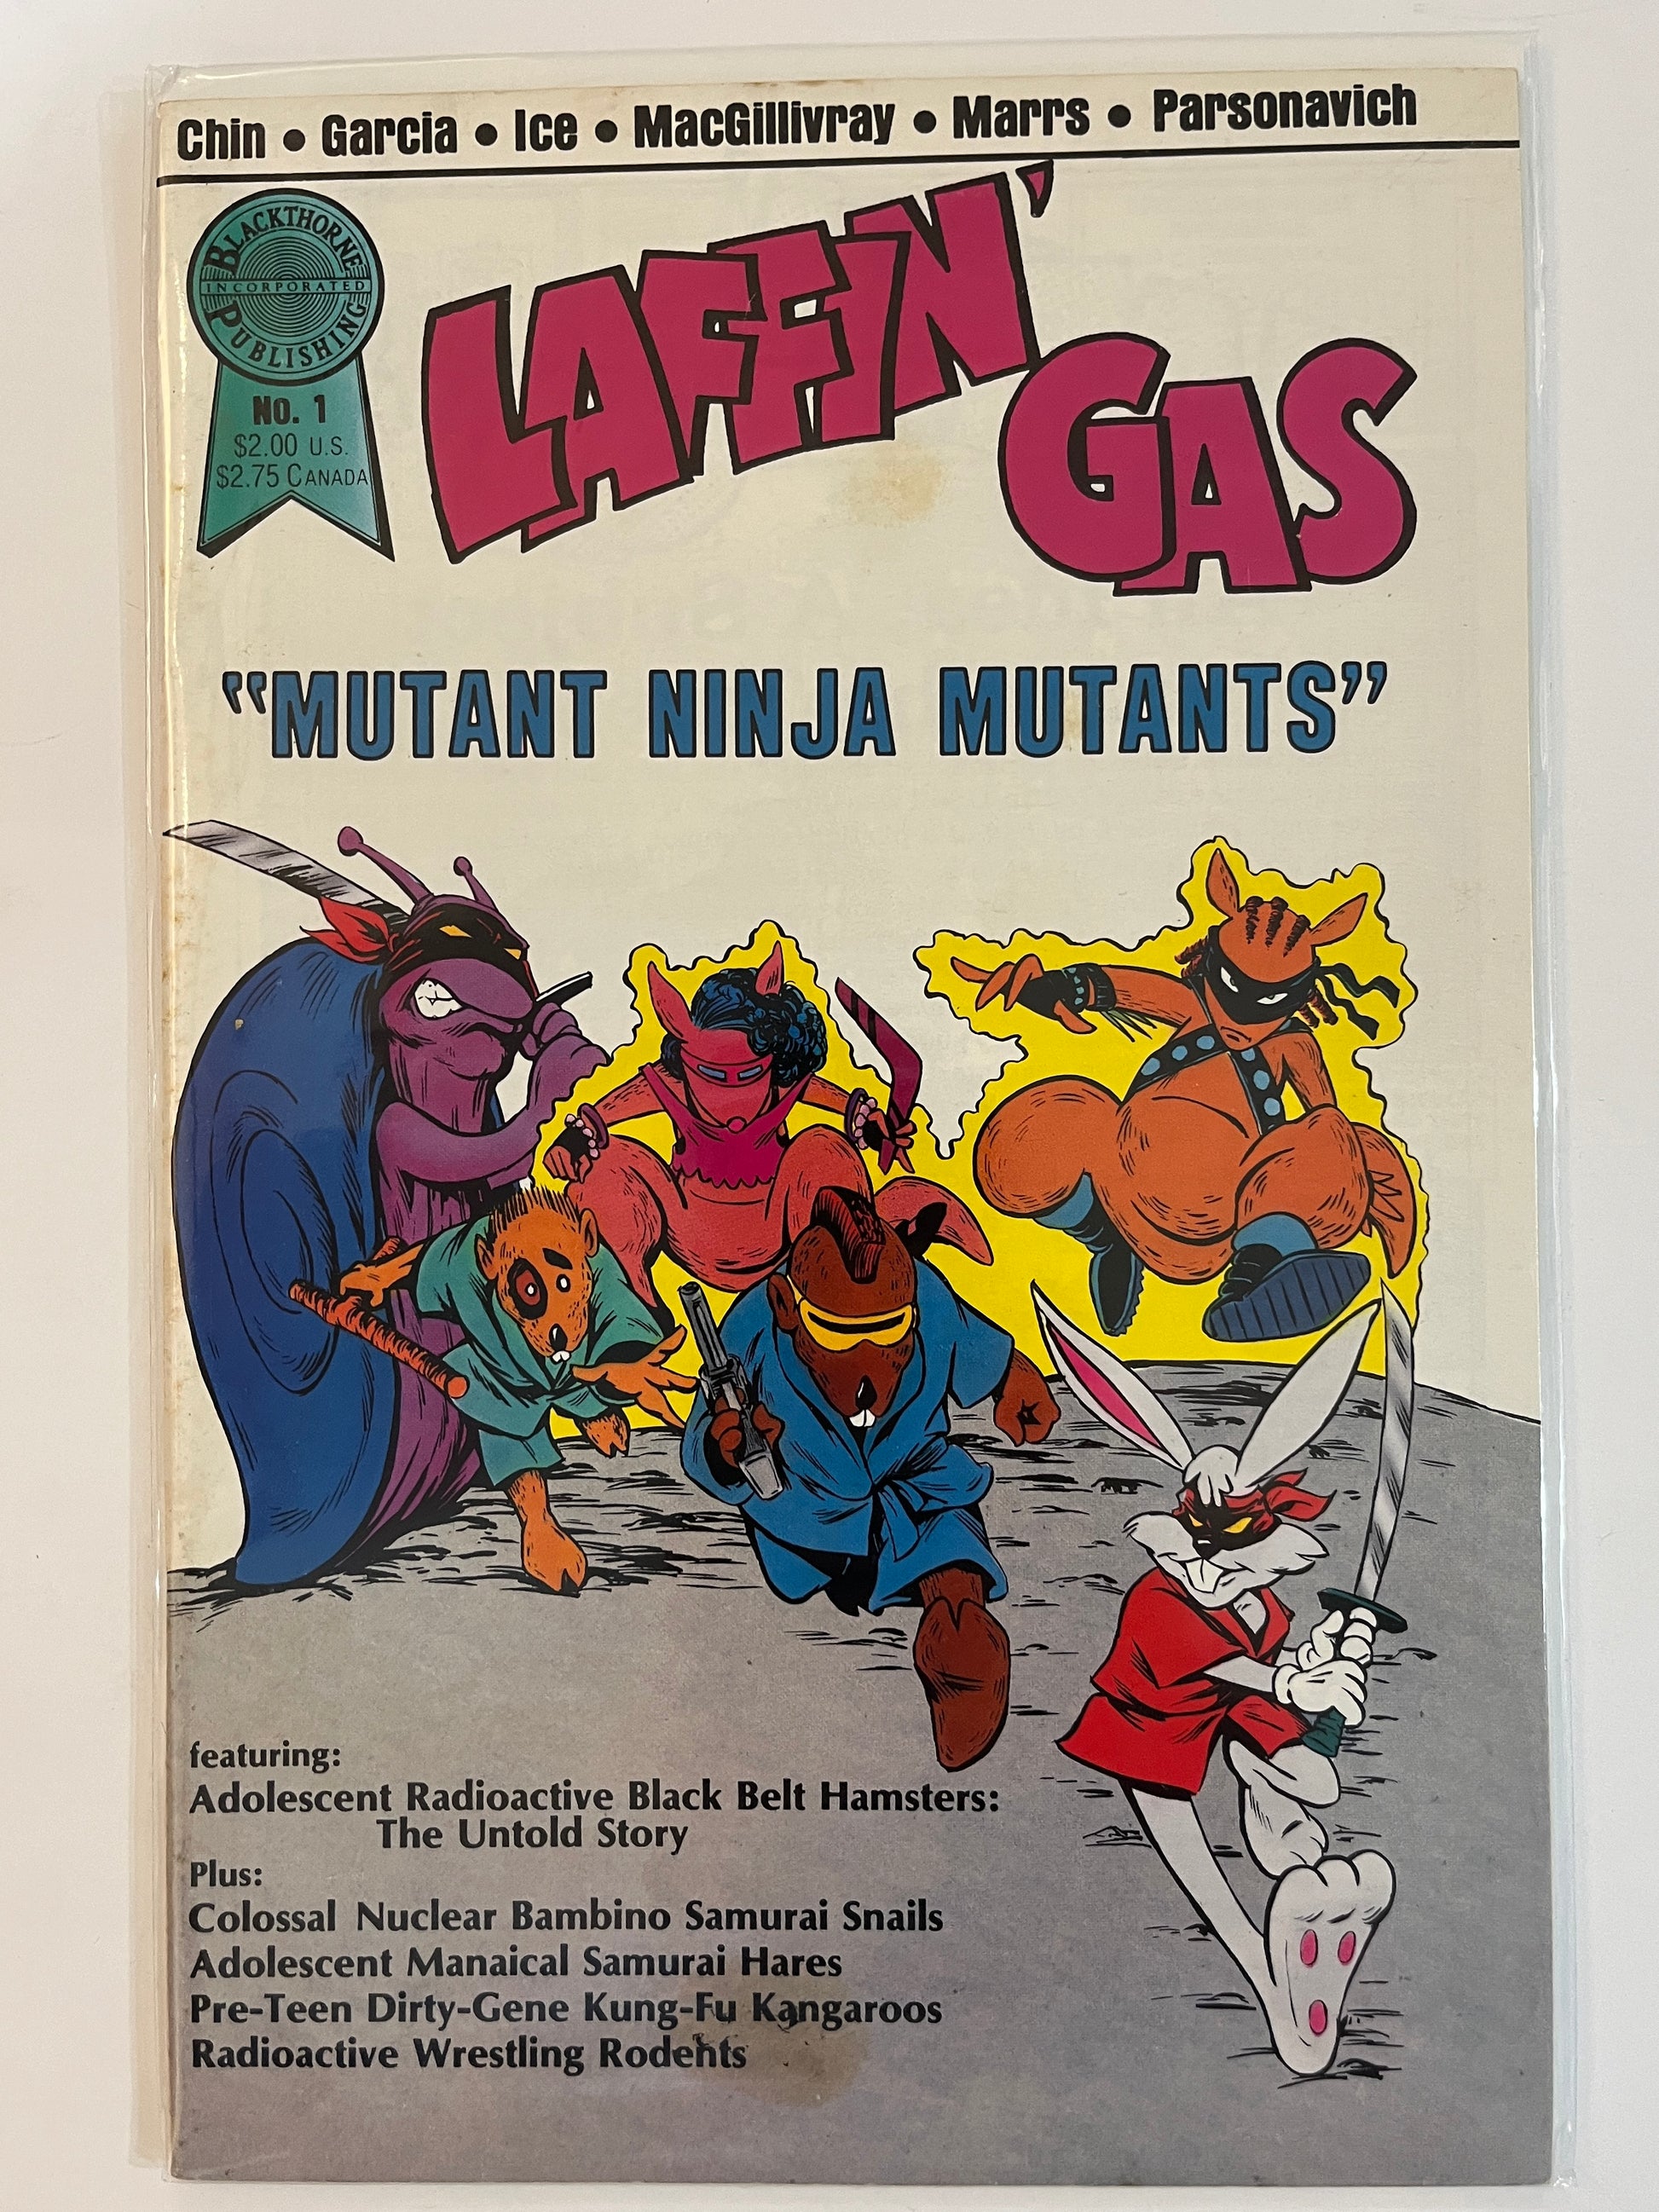 Chin • Garcia • Ice • MacGillivray • Marrs • Parsonavich
BLACKTHORNE
INCORPORATED
PUBLISHING
No. 1
$2.00 U.S.
$2.75 CANADA
LAFFIN'
GAS
"MUTANT NINJA MUTANTS"
featuring:
Adolescent Radioactive Black Belt Hamsters:
The Untold Story
Plus:
Colossal Nuclear Bambino Samurai Snails
Adolescent Manaical Samurai Hares
Pre-Teen Dirty-Gene Kung-Fu Kangaroos
Radioactive Wrestling Rodents